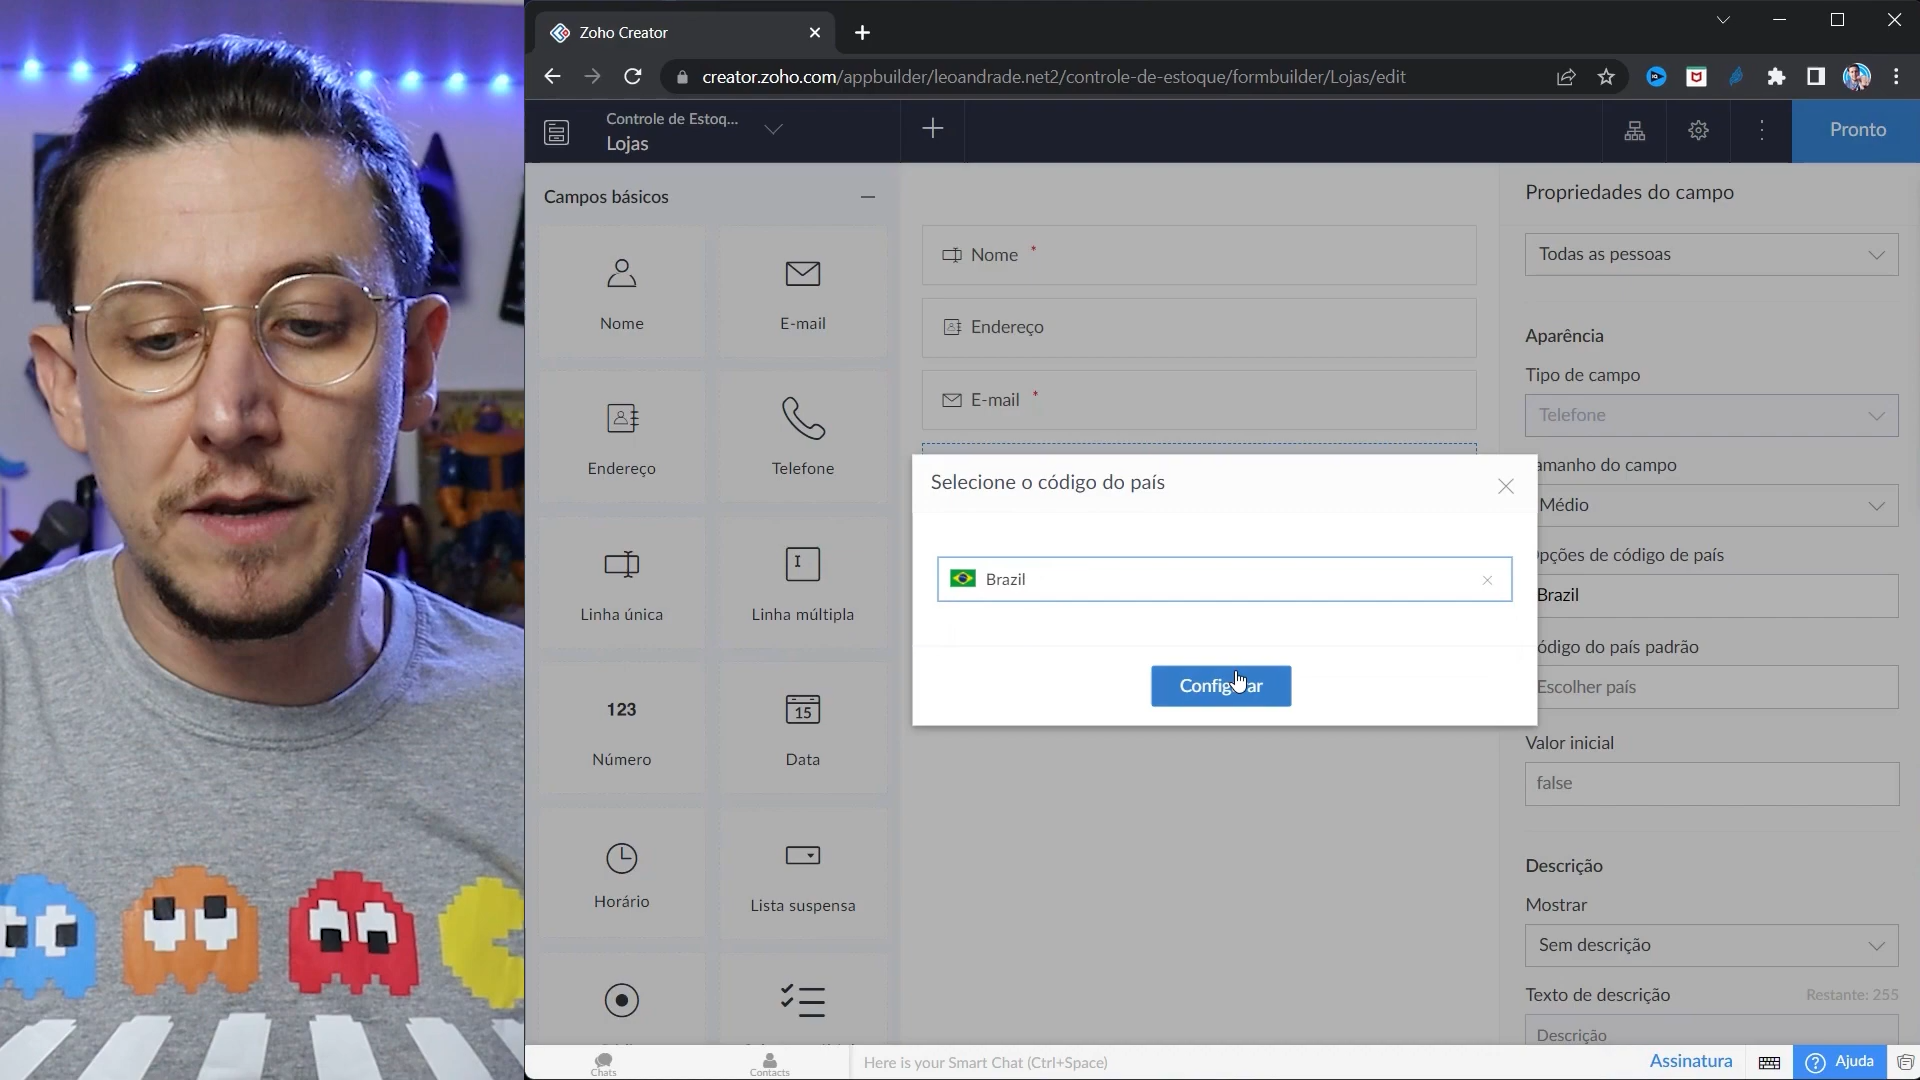 Zoho Creator
creator.zoho.com/appbuilder/leoandrade.net2/controle-de-estoque/formbuilder/Lojas/edit
Controle de Estoq...
Lojas
Pronto
Campos básicos
Nome
E-mail
Endereço
Telefone
Linha única
Linha múltipla
123
Número
15
Data
Horário
Lista suspensa
Nome *
Endereço
E-mail *
Selecione o código do país
Brazil
Propriedades do campo
Todas as pessoas
Aparência
Tipo de campo
Telefone
amanho do campo
Médio
pções de código de país
Brazil
ódigo do país padrão
Escolher país
Valor inicial
false
Descrição
Mostrar
Sem descrição
Texto de descrição
Restante: 255
Descrição
Chats
Contacts
Here is your Smart Chat (Ctrl+Space)
Assinatura
Ajuda